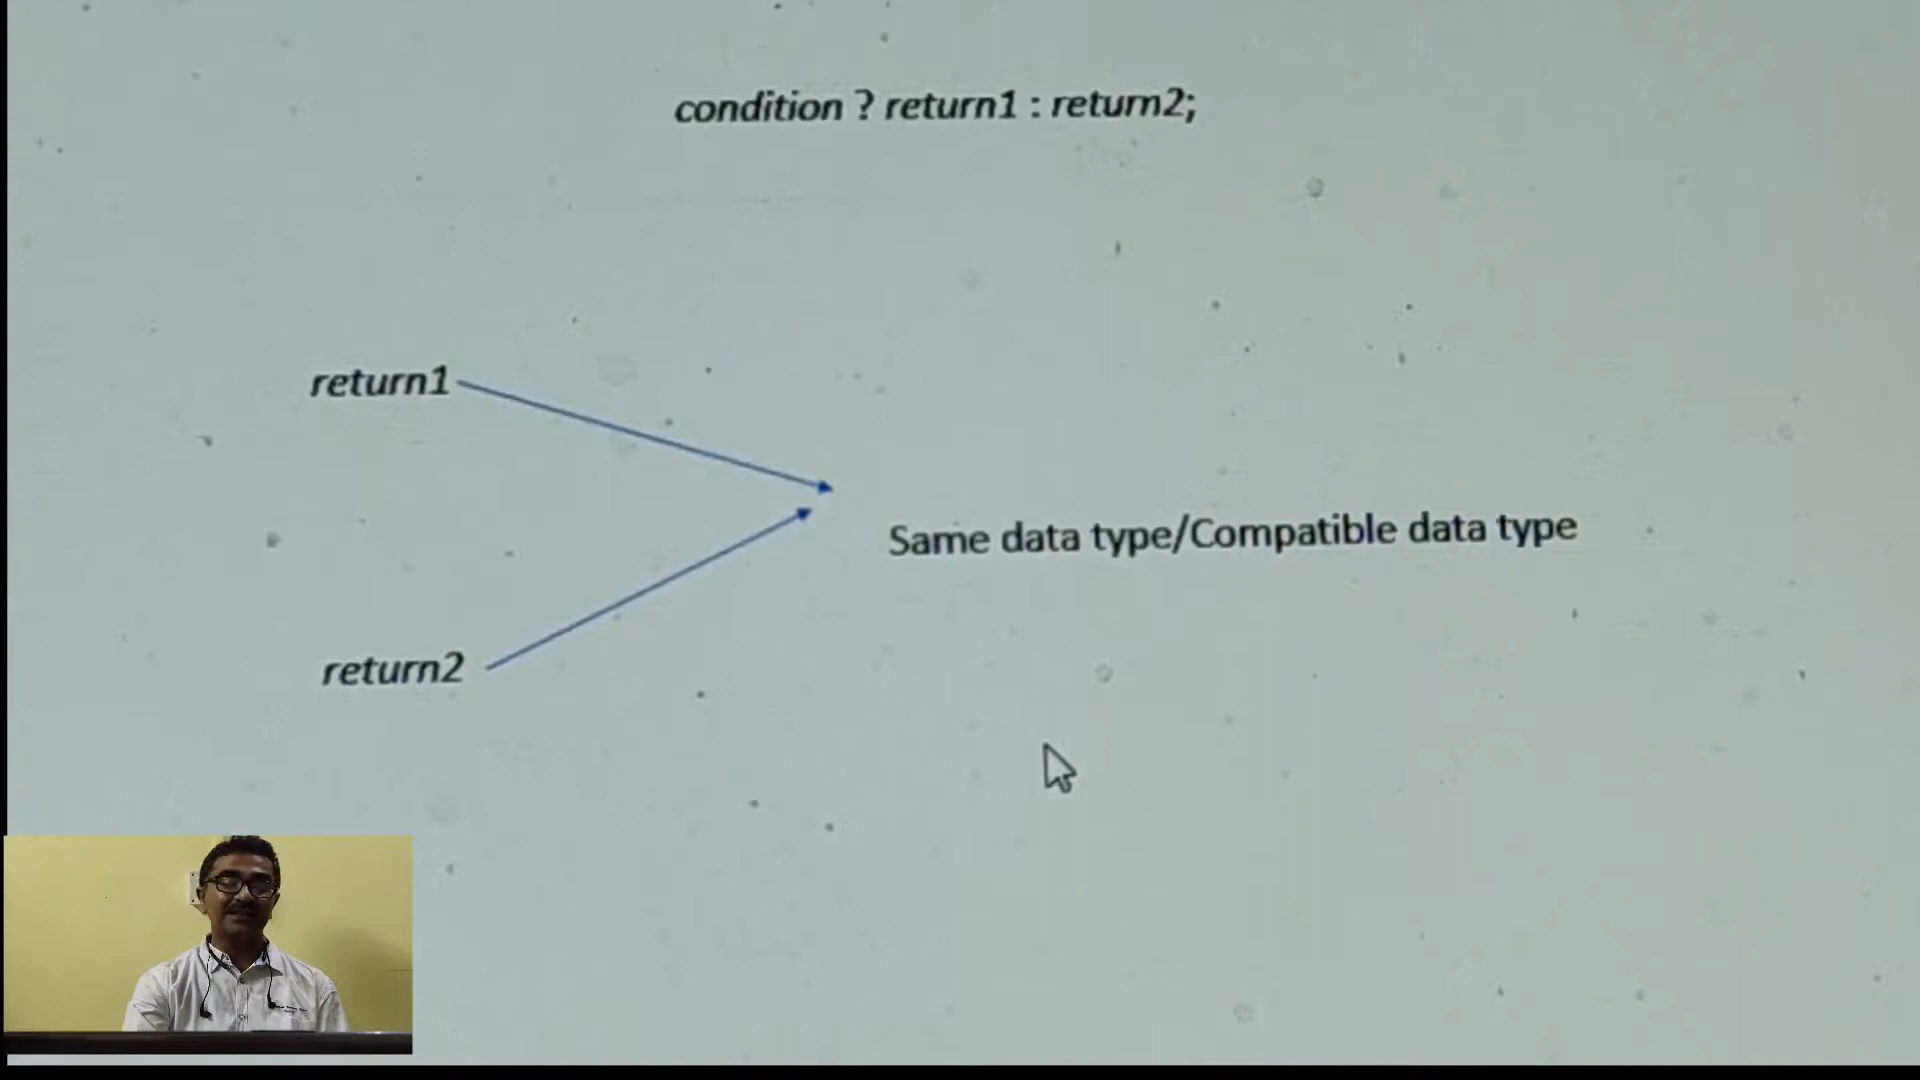 condition ? return1 : return2;
return1
Same data type/Compatible data type
return2